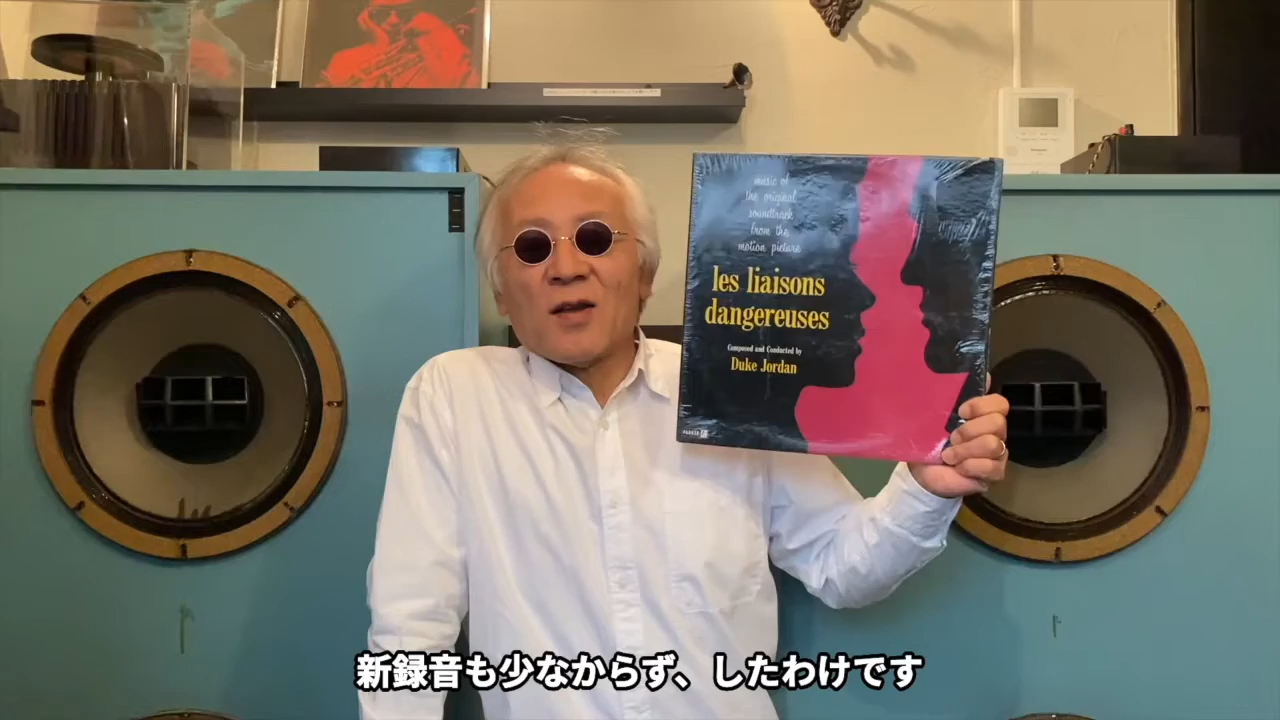 music of
the original
soundtrack
from the
motion picture
les liaisons
dangereuses
Composed and Conducted by
Duke Jordan
PARKER
新録音も少なからず、したわけです